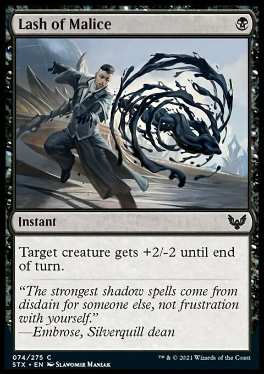 Lash of Malice
Instant
Target creature gets +2/-2 until end
of turn.
"The strongest shadow spells come from
disdain for someone else, not frustration
with yourself."
—Embrose, Silverquill dean
074/275 C
STX • EN Slawomir Maniak
™ & © 2021 Wizards of the Coast